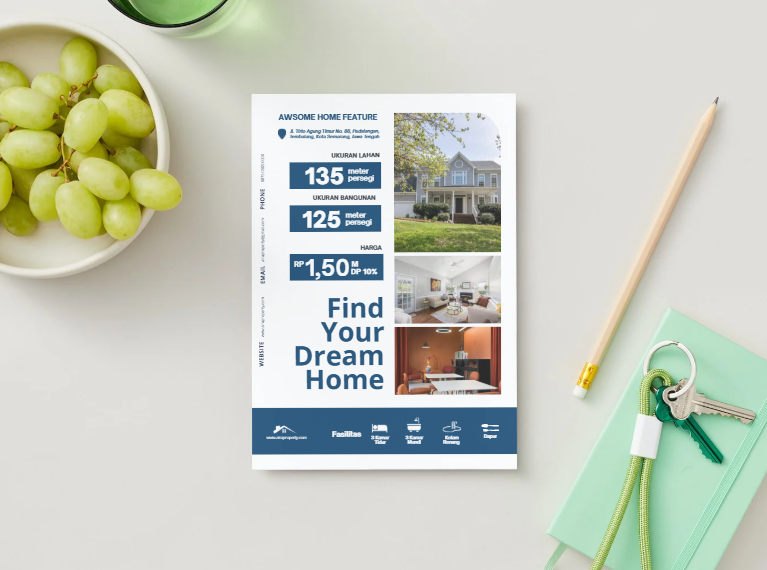 AWSOME HOME FEATURE
Jl. Tirto Agung Timur No. 88, Pedalangan,
tembalang, Kota Semarang, Jawa Tengah
UKURAN LAHAN
135 meter
persegi
UKURAN BANGUNAN
125 meter
persegi
HARGA
RP 1,50 M
DP 10%
Find
Your
Dream
Home
PHONE
EMAIL
WEBSITE
Fasilitas
3 Kamar
Tidur
3 Kamar
Mandi
Kolam
Renang
Dapur